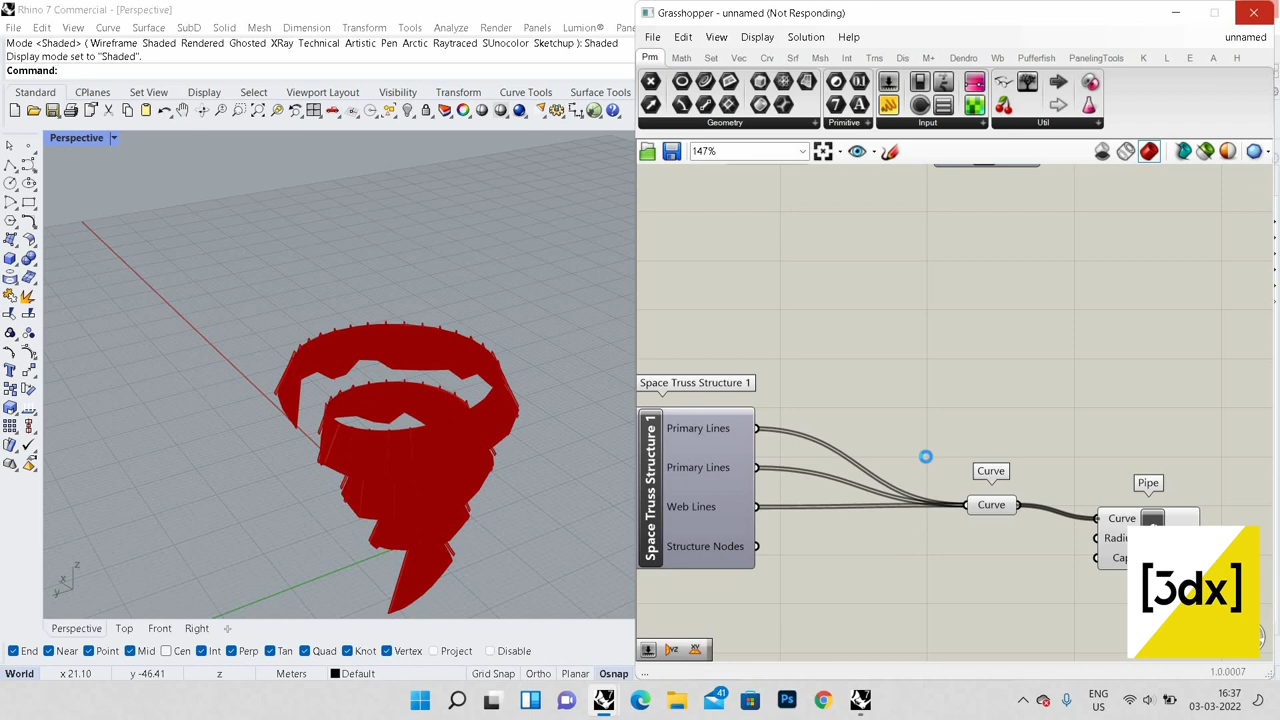 Rhino 7 Commercial - [Perspective]
File Edit View Curve Surface SubD Solid Mesh Dimension Transform Tools Analyze Render Panels Lumion®
Mode <Shaded> ( Wireframe Shaded Rendered Ghosted XRay Technical Artistic Pen Arctic Raytraced SUnocolor Sketchup ): Shaded
Display mode set to "Shaded".
Command:
Standard CPlanes Set View Display Select Viewport Layout Visibility Transform Curve Tools Surface Tools
Perspective
z
x
y
Perspective Top Front Right
End Near Point Mid Cen Int Perp Tan Quad Knot Vertex Project Disable
World x 21.10 y -46.41 z Meters Default Grid Snap Ortho Planar Osnap
Grasshopper - unnamed (Not Responding)
File Edit View Display Solution Help unnamed
Prm Math Set Vec Crv Srf Msh Int Trns Dis M+ Dendro Wb Pufferfish PanelingTools K L E A H
Geometry Primitive Input Util
147%
Space Truss Structure 1
Space Truss Structure 1
Primary Lines
Primary Lines
Web Lines
Structure Nodes
Curve
Curve
Pipe
Curve
Radiu
Cap
[3dx]
YZ XY
... 1.0.0007
41
ENG
US
16:37
03-03-2022